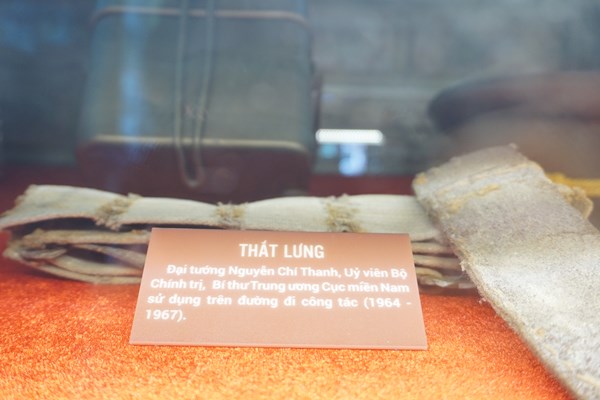 THẮT LƯNG
Đại tướng Nguyễn Chí Thanh, Uỷ viên Bộ
Chính trị, Bí thư Trung ương Cục miền Nam
sử dụng trên đường đi công tác (1964 -
1967).